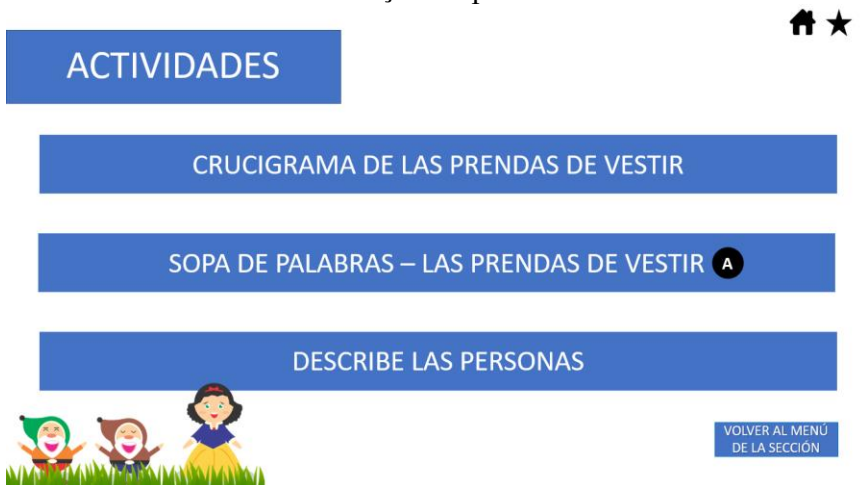 ACTIVIDADES
CRUCIGRAMA DE LAS PRENDAS DE VESTIR
SOPA DE PALABRAS – LAS PRENDAS DE VESTIR A
DESCRIBE LAS PERSONAS
VOLVER AL MENÚ
DE LA SECCIÓN